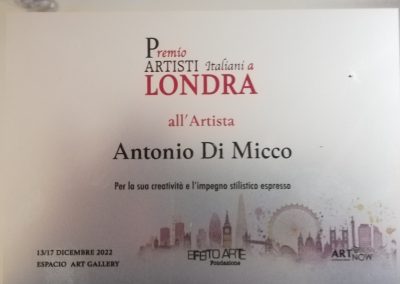 Premio
ARTISTI Italiani a
LONDRA
all'Artista
Antonio Di Micco
Per la sua creatività e l'impegno stilistico espresso
13/17 DICEMBRE 2022
ESPACIO ART GALLERY
EFFETTO ARTE
Fondazione
ART
NOW